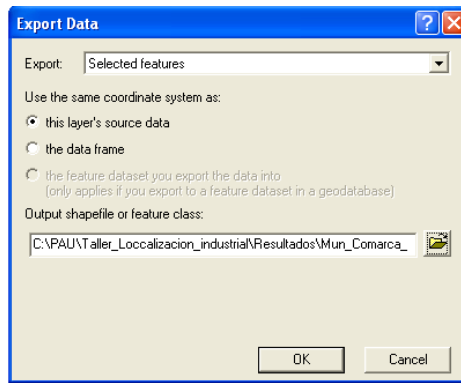 Export Data
Export: Selected features
Use the same coordinate system as:
this layer's source data
the data frame
the feature dataset you export the data into
(only applies if you export to a feature dataset in a geodatabase)
Output shapefile or feature class:
C:\PAU\Taller_Loccalizacion_industrial\Resultados\Mun_Comarca_
OK Cancel